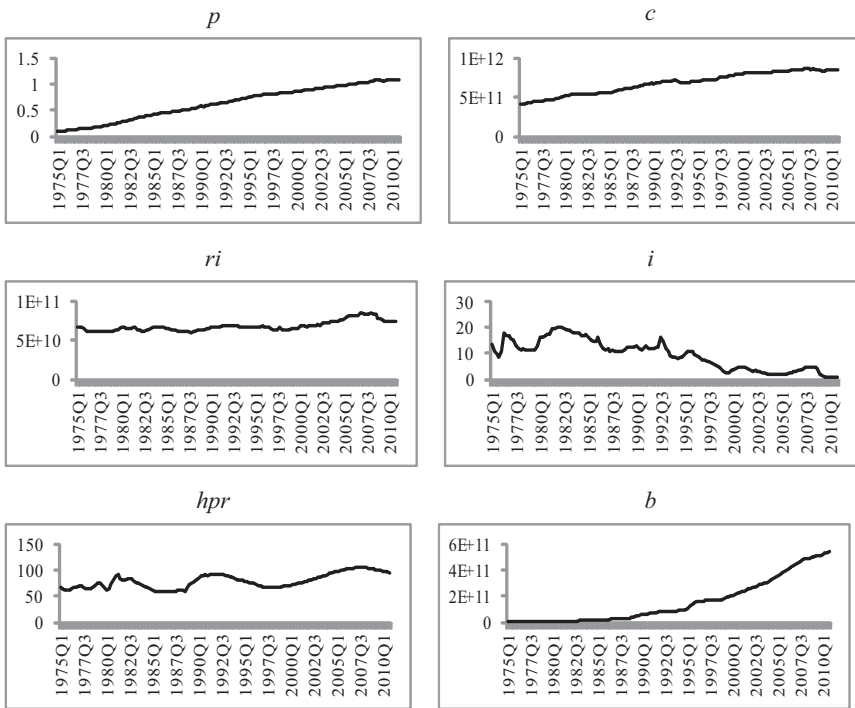 p
1.5
1
0.5
0
1975Q1
1977Q3
1980Q1
1982Q3
1985Q1
1987Q3
1990Q1
1992Q3
1995Q1
1997Q3
2000Q1
2002Q3
2005Q1
2007Q3
2010Q1
c
1E+12
5E+11
0
1975Q1
1977Q3
1980Q1
1982Q3
1985Q1
1987Q3
1990Q1
1992Q3
1995Q1
1997Q3
2000Q1
2002Q3
2005Q1
2007Q3
2010Q1
ri
1E+11
5E+10
0
1975Q1
1977Q3
1980Q1
1982Q3
1985Q1
1987Q3
1990Q1
1992Q3
1995Q1
1997Q3
2000Q1
2002Q3
2005Q1
2007Q3
2010Q1
i
30
20
10
0
1975Q1
1977Q3
1980Q1
1982Q3
1985Q1
1987Q3
1990Q1
1992Q3
1995Q1
1997Q3
2000Q1
2002Q3
2005Q1
2007Q3
2010Q1
hpr
150
100
50
0
1975Q1
1977Q3
1980Q1
1982Q3
1985Q1
1987Q3
1990Q1
1992Q3
1995Q1
1997Q3
2000Q1
2002Q3
2005Q1
2007Q3
2010Q1
b
6E+11
4E+11
2E+11
0
1975Q1
1977Q3
1980Q1
1982Q3
1985Q1
1987Q3
1990Q1
1992Q3
1995Q1
1997Q3
2000Q1
2002Q3
2005Q1
2007Q3
2010Q1